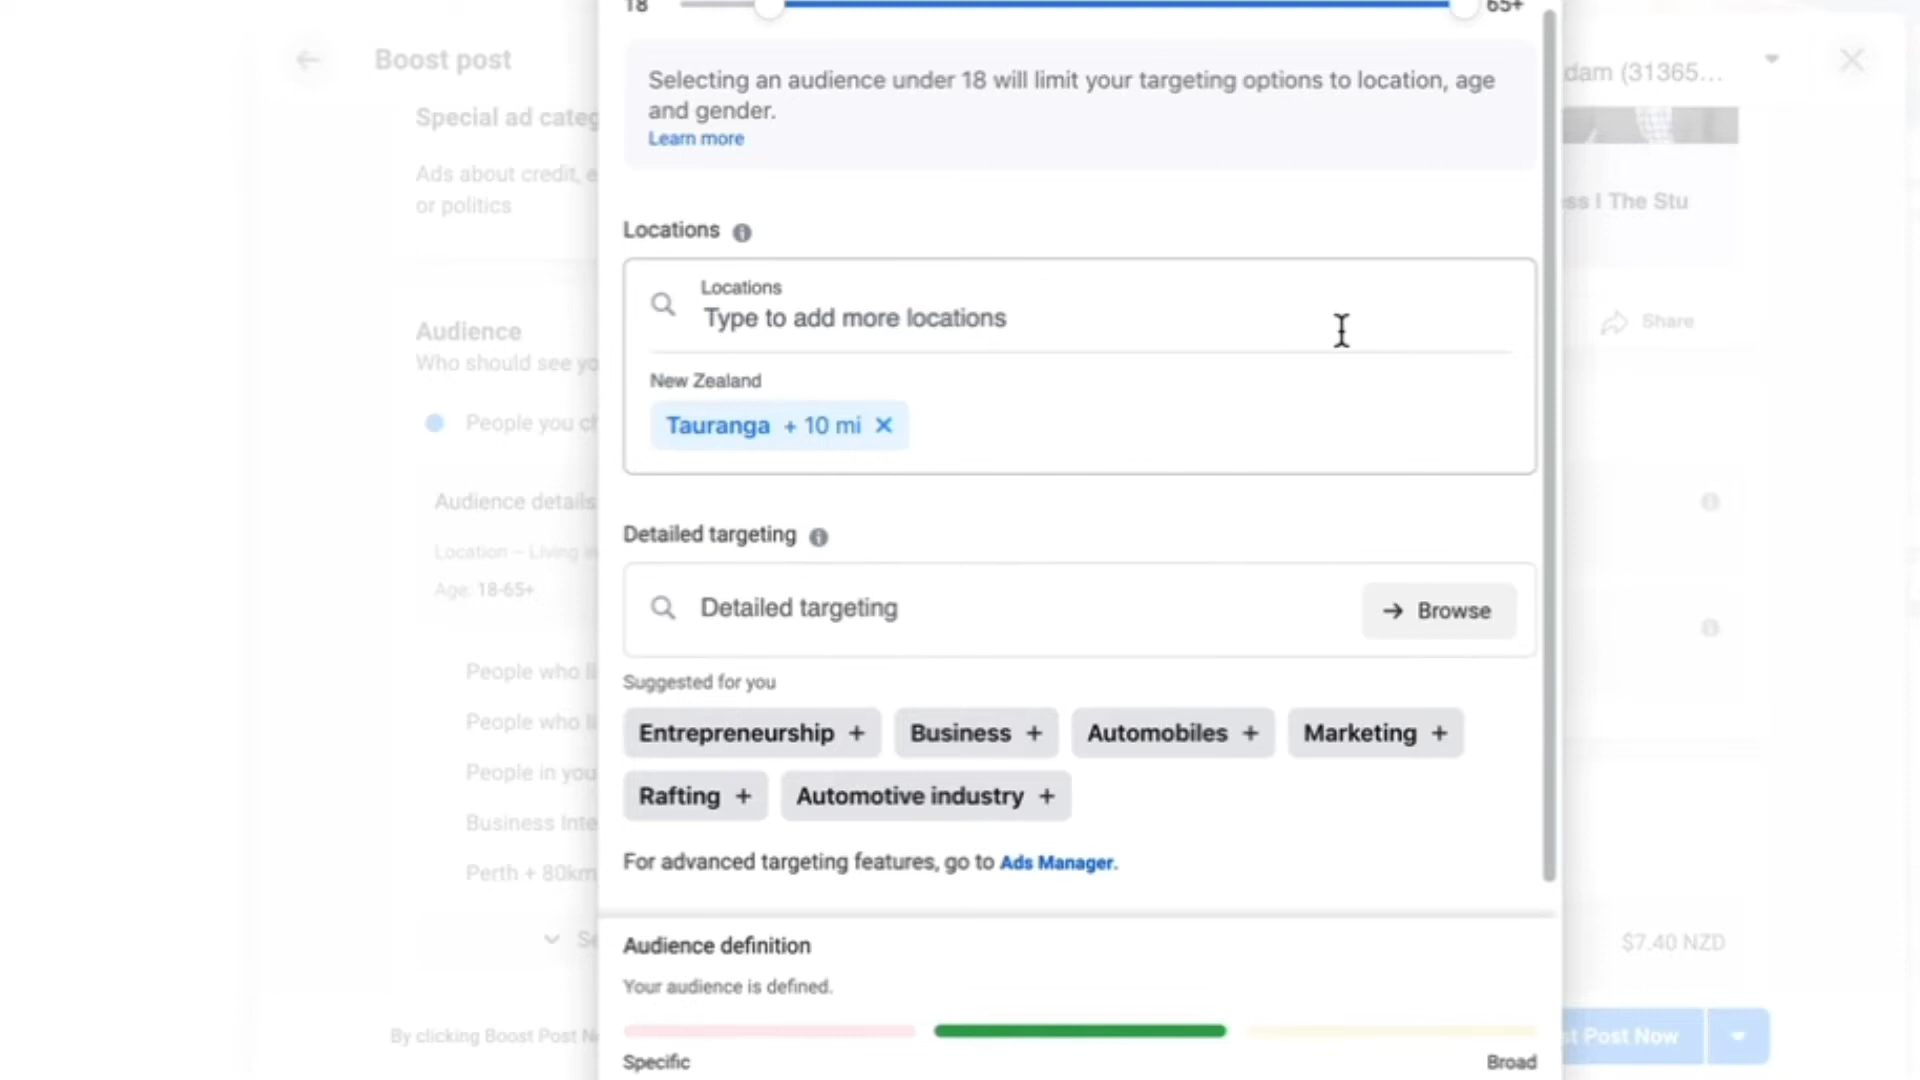 18
65+
Boost post
dam (31365...
Selecting an audience under 18 will limit your targeting options to location, age
and gender.
Learn more
Special ad categ
Ads about credit, e
or politics
ss | The Stu
Locations
Locations
Type to add more locations
Share
New Zealand
Tauranga + 10 mi ×
Audience
Who should see yo
People you ch
Audience details
Location – Living in
Age: 18-65+
Detailed targeting
Detailed targeting
→ Browse
Suggested for you
Entrepreneurship +
Business +
Automobiles +
Marketing +
Rafting +
Automotive industry +
People who li
People who li
People in you
Business Inte
Perth + 80km
For advanced targeting features, go to Ads Manager.
Se
$7.40 NZD
Audience definition
Your audience is defined.
Specific
Broad
By clicking Boost Post N
st Post Now